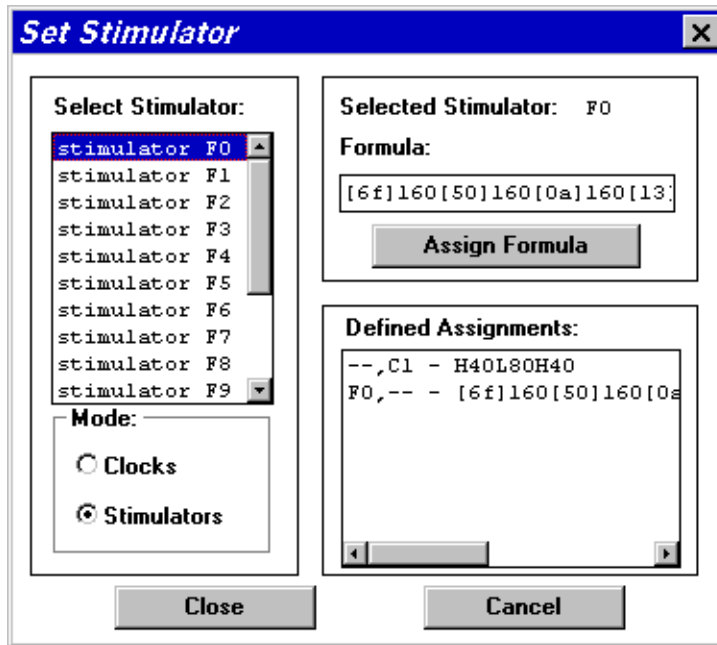 Set Stimulator
Select Stimulator:
stimulator F0
stimulator F1
stimulator F2
stimulator F3
stimulator F4
stimulator F5
stimulator F6
stimulator F7
stimulator F8
stimulator F9
Mode:
Clocks
Stimulators
Selected Stimulator: F0
Formula:
[6f]160[50]160[0a]160[13]
Assign Formula
Defined Assignments:
--,C1 - H40L80H40
F0,-- - [6f]160[50]160[0a
Close
Cancel